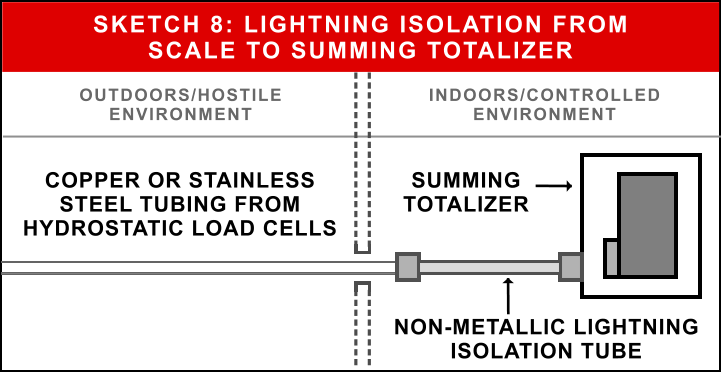 SKETCH 8: LIGHTNING ISOLATION FROM
SCALE TO SUMMING TOTALIZER
OUTDOORS/HOSTILE
ENVIRONMENT
INDOORS/CONTROLLED
ENVIRONMENT
COPPER OR STAINLESS
STEEL TUBING FROM
HYDROSTATIC LOAD CELLS
SUMMING
TOTALIZER
NON-METALLIC LIGHTNING
ISOLATION TUBE